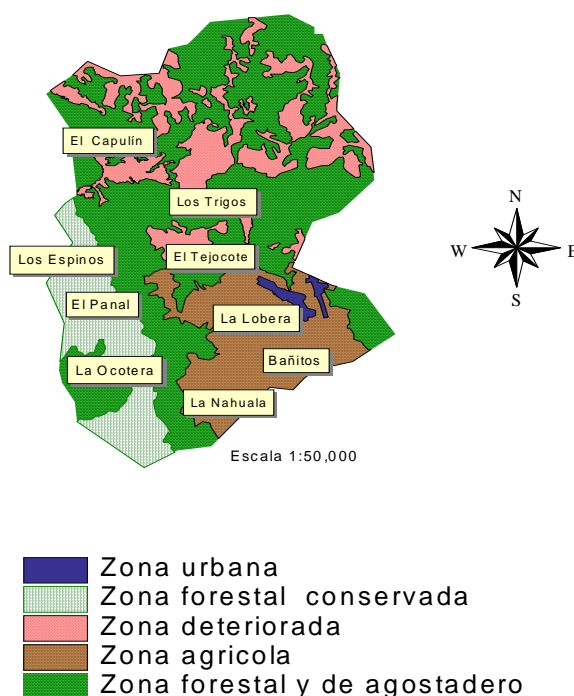 El Capulín
Los Trigos
N
Los Espinos
El Tejocote
W
E
El Panal
S
La Lobera
La Ocotera
Bañitos
La Nahuala
Escala 1:50,000
Zona urbana
Zona forestal conservada
Zona deteriorada
Zona agricola
Zona forestal y de agostadero